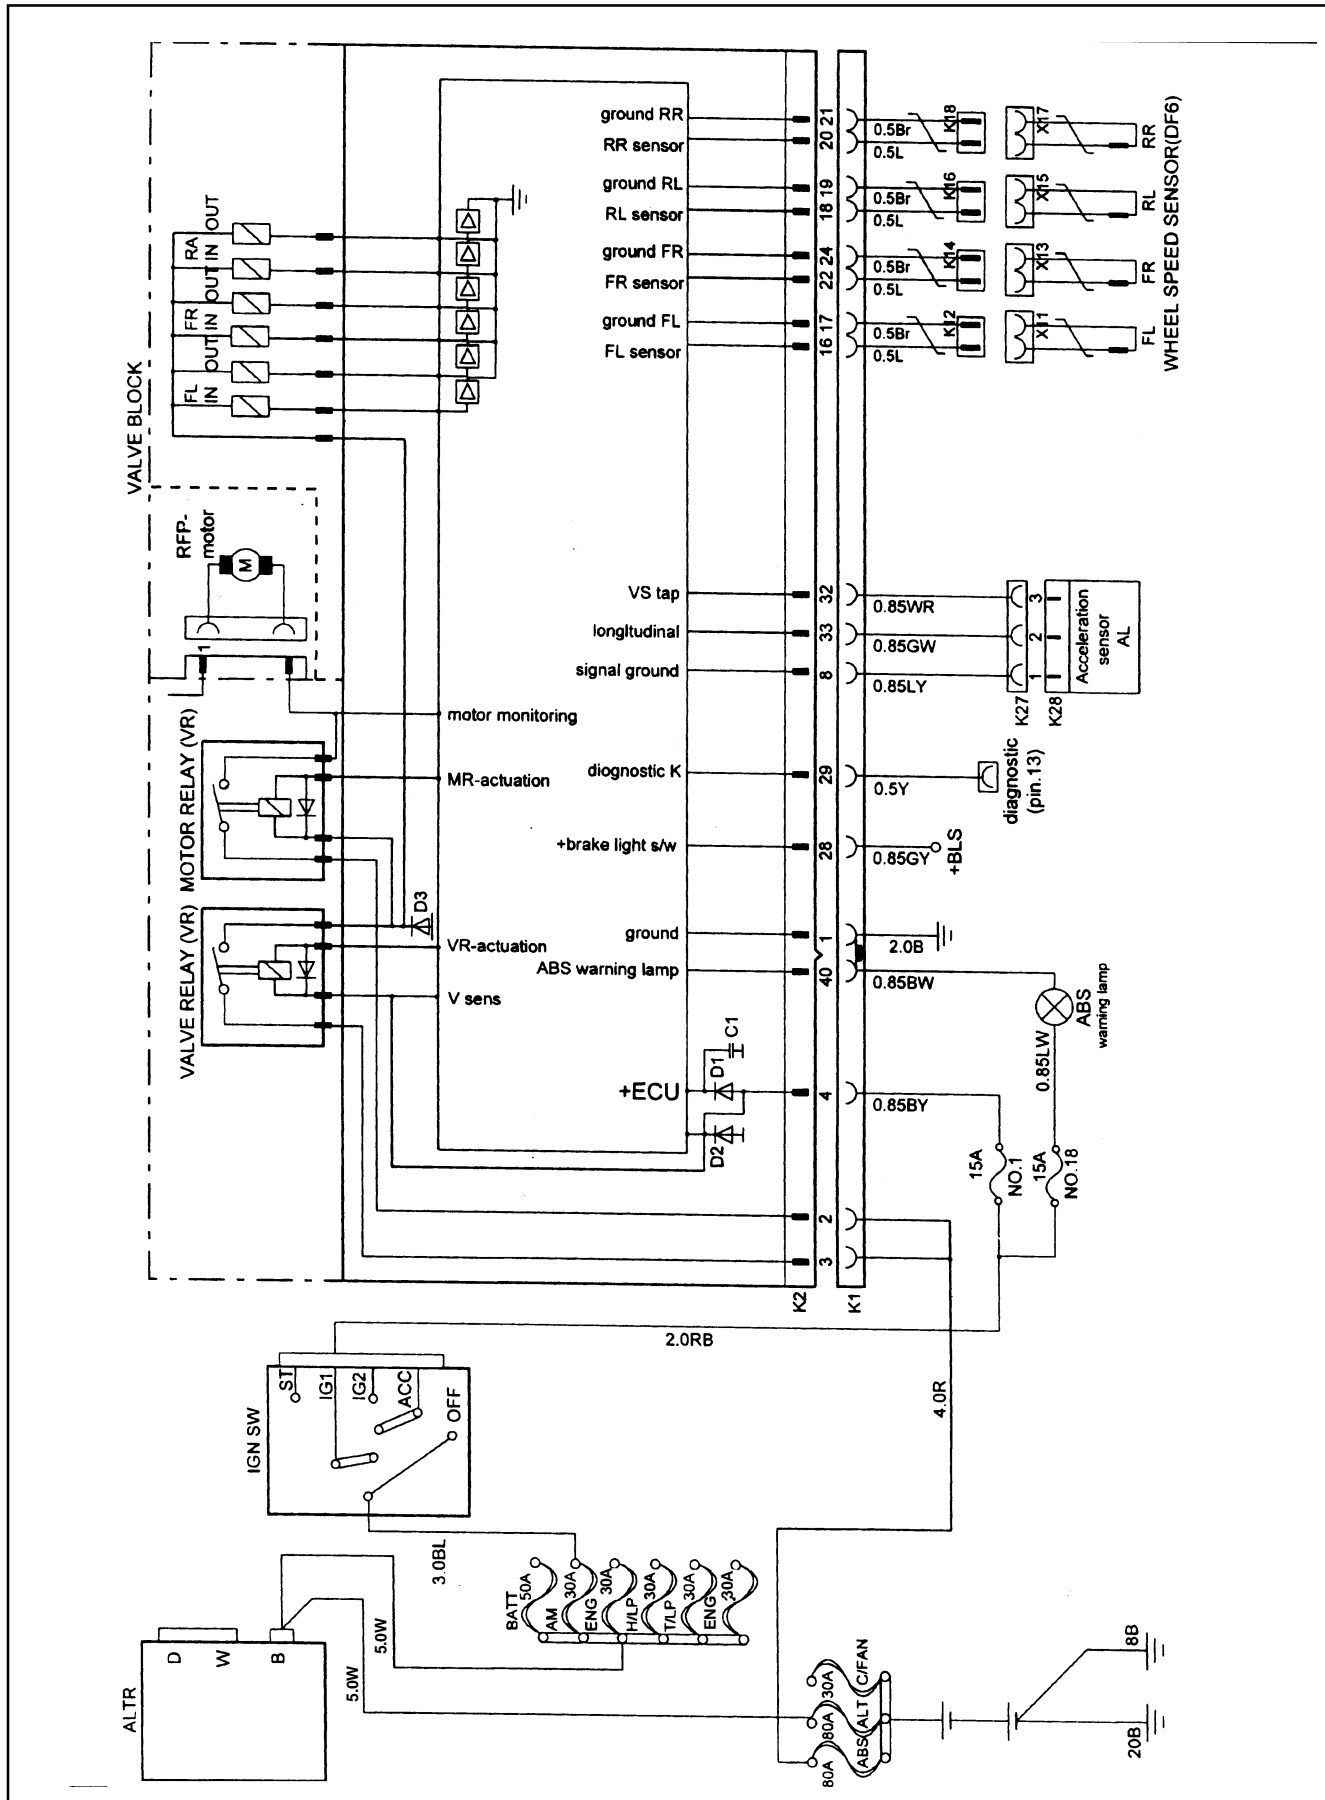 VALVE BLOCK
FL
IN
OUT
FR
IN
OUT
RA
IN
OUT
RFP-
motor
M
1
MOTOR RELAY (VR)
VALVE RELAY (VR)
motor monitoring
MR-actuation
D3
VR-actuation
V sens
ground RR
RR sensor
ground RL
RL sensor
ground FR
FR sensor
ground FL
FL sensor
VS tap
longltudinal
signal ground
diognostic K
+brake light s/w
ground
ABS warning lamp
+ECU
C1
D1
D2
21
20
19
18
24
22
17
16
32
33
8
29
28
1
40
4
2
3
K2
K1
0.5Br
0.5L
K18
X17
RR
0.5Br
0.5L
K16
X15
RL
0.5Br
0.5L
K14
X13
FR
0.5Br
0.5L
K12
X11
FL
WHEEL SPEED SENSOR(DF6)
0.85WR
0.85GW
0.85LY
3
2
1
K27
K28
Acceleration
sensor
AL
0.5Y
diagnostic
(pin.13)
0.85GY
+BLS
2.0B
0.85BW
ABS
warning lamp
0.85LW
0.85BY
15A
NO.1
15A
NO.18
2.0RB
4.0R
IGN SW
ST
IG1
IG2
ACC
OFF
3.0BL
ALTR
D
W
B
5.0W
5.0W
BATT
50A
AM
30A
ENG
30A
H/LP
30A
T/LP
30A
ENG
30A
30A
C/FAN
80A
ALT
80A
ABS
8B
20B